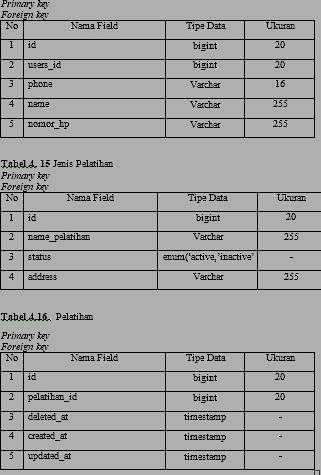 Primary key
Foreign key
No Nama Field Tipe Data Ukuran
1 id bigint 20
2 users_id bigint 20
3 phone Varchar 16
4 name Varchar 255
5 nomor_hp Varchar 255
Tabel 4. 15 Jenis Pelatihan
Primary key
Foreign key
No Nama Field Tipe Data Ukuran
1 id bigint 20
2 name_pelatihan Varchar 255
3 status enum('active,'inactive' -
4 address Varchar 255
Tabel 4.16. Pelatihan
Primary key
Foreign key
No Nama Field Tipe Data Ukuran
1 id bigint 20
2 pelatihan_id bigint 20
3 deleted_at timestamp -
4 created_at timestamp -
5 updated_at timestamp -